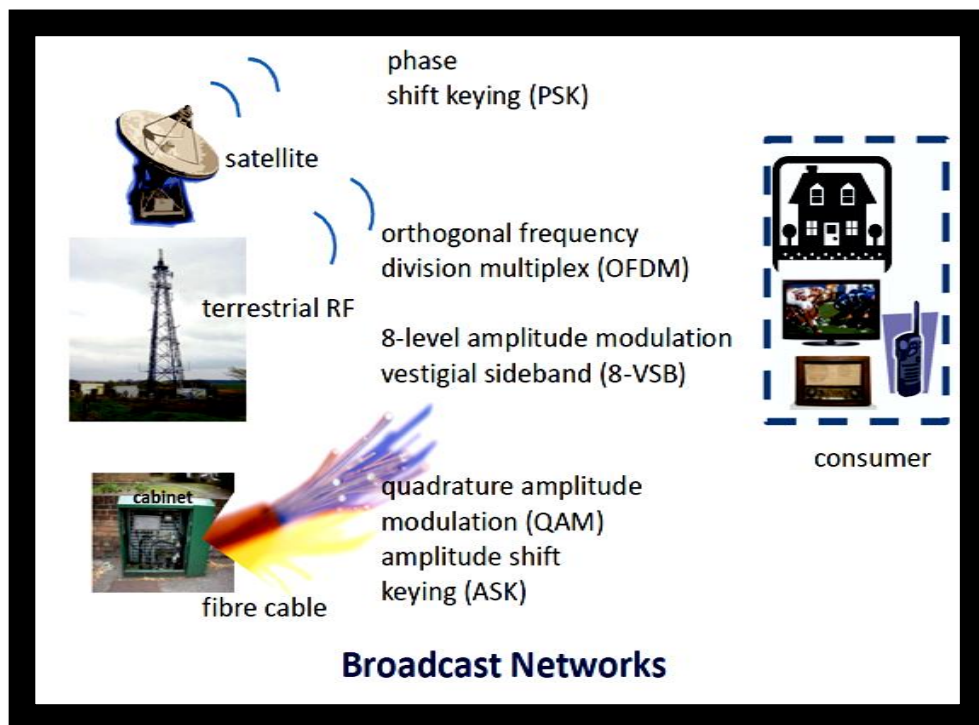 phase
shift keying (PSK)
satellite
orthogonal frequency
division multiplex (OFDM)
terrestrial RF
8-level amplitude modulation
vestigial sideband (8-VSB)
consumer
cabinet
quadrature amplitude
modulation (QAM)
amplitude shift
keying (ASK)
fibre cable
Broadcast Networks